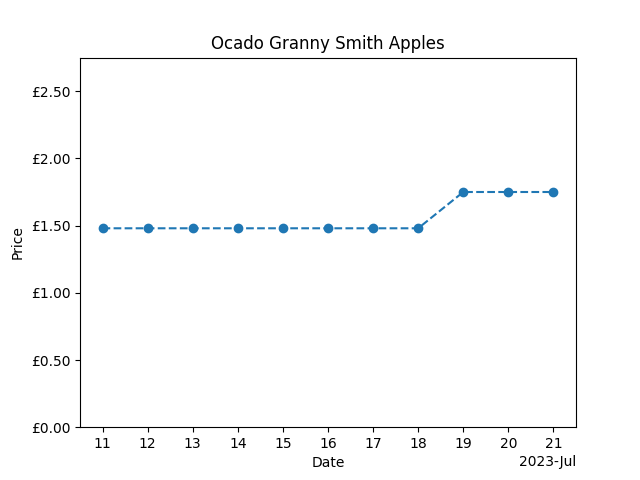 Ocado Granny Smith Apples
£2.50
£2.00
£1.50
£1.00
£0.50
£0.00
Price
11 12 13 14 15 16 17 18 19 20 21
Date
2023-Jul